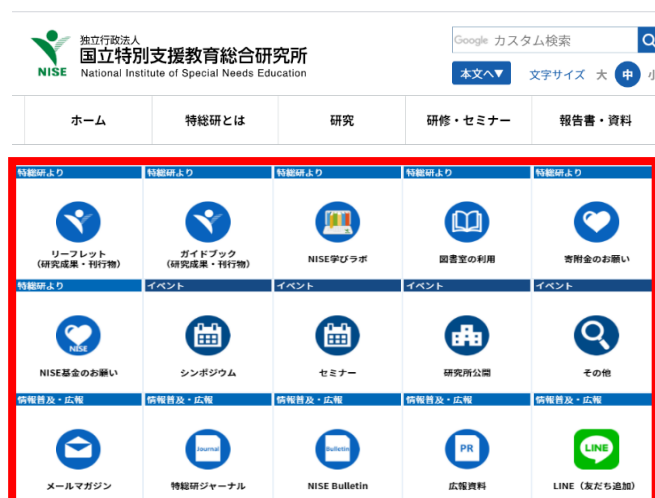 独立行政法人
国立特別支援教育総合研究所
NISE National Institute of Special Needs Education
Google カスタム検索
本文へ▼ 文字サイズ 大 中 小
ホーム 特総研とは 研究 研修・セミナー 報告書・資料
特総研より 特総研より 特総研より 特総研より 特総研より
リーフレット
(研究成果・刊行物)
ガイドブック
(研究成果・刊行物)
NISE学びラボ
図書室の利用
寄附金のお願い
特総研より イベント イベント イベント イベント
NISE
NISE基金のお願い シンポジウム セミナー 研究所公開 その他
情報普及・広報 情報普及・広報 情報普及・広報 情報普及・広報 情報普及・広報
Journal Bulletin PR LINE
メールマガジン 特総研ジャーナル NISE Bulletin 広報資料 LINE（友だち追加）